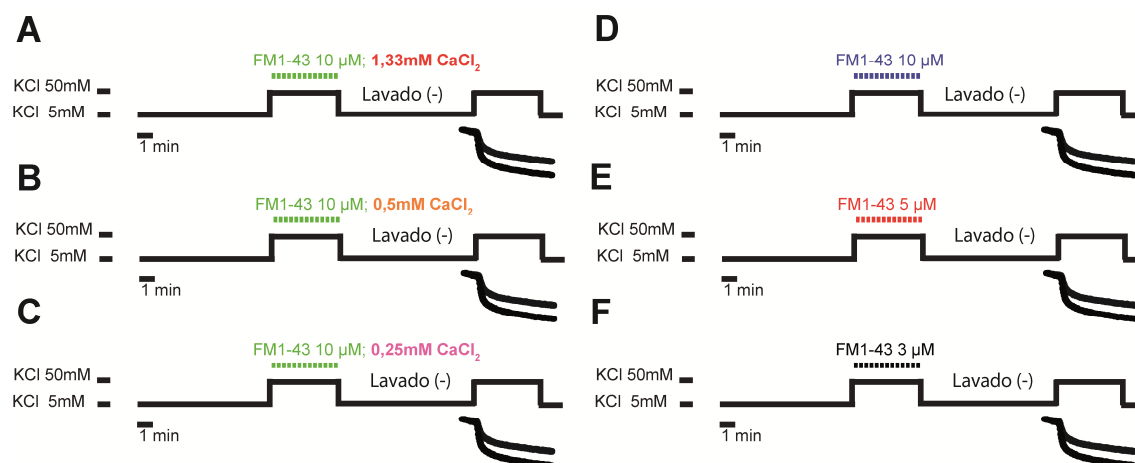 A
FM1-43 10 µM; 1,33mM CaCl2
KCl 50mM
Lavado (-)
KCl 5mM
1 min
B
FM1-43 10 µM; 0,5mM CaCl2
KCl 50mM
Lavado (-)
KCl 5mM
1 min
C
FM1-43 10 µM; 0,25mM CaCl2
KCl 50mM
Lavado (-)
KCl 5mM
1 min
D
FM1-43 10 µM
KCl 50mM
Lavado (-)
KCl 5mM
1 min
E
FM1-43 5 µM
KCl 50mM
Lavado (-)
KCl 5mM
1 min
F
FM1-43 3 µM
KCl 50mM
Lavado (-)
KCl 5mM
1 min